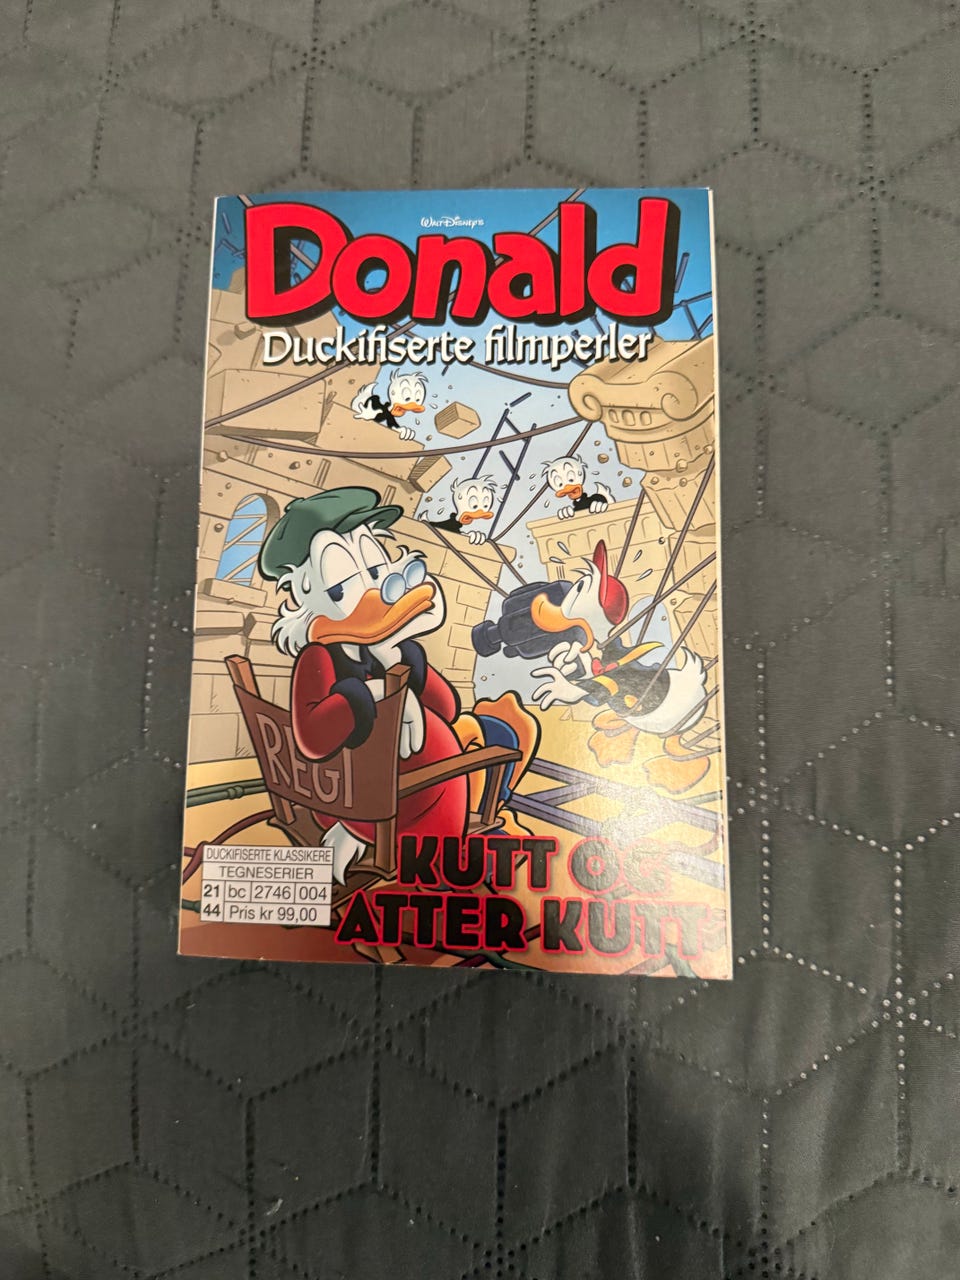 WALT DISNEY'S
Donald
Duckifiserte filmperler
REGI
KUTT OG
ATTER KUTT
DUCKIFISERTE KLASSIKERE
TEGNESERIER
21 bc 2746 004
44 Pris kr 99,00